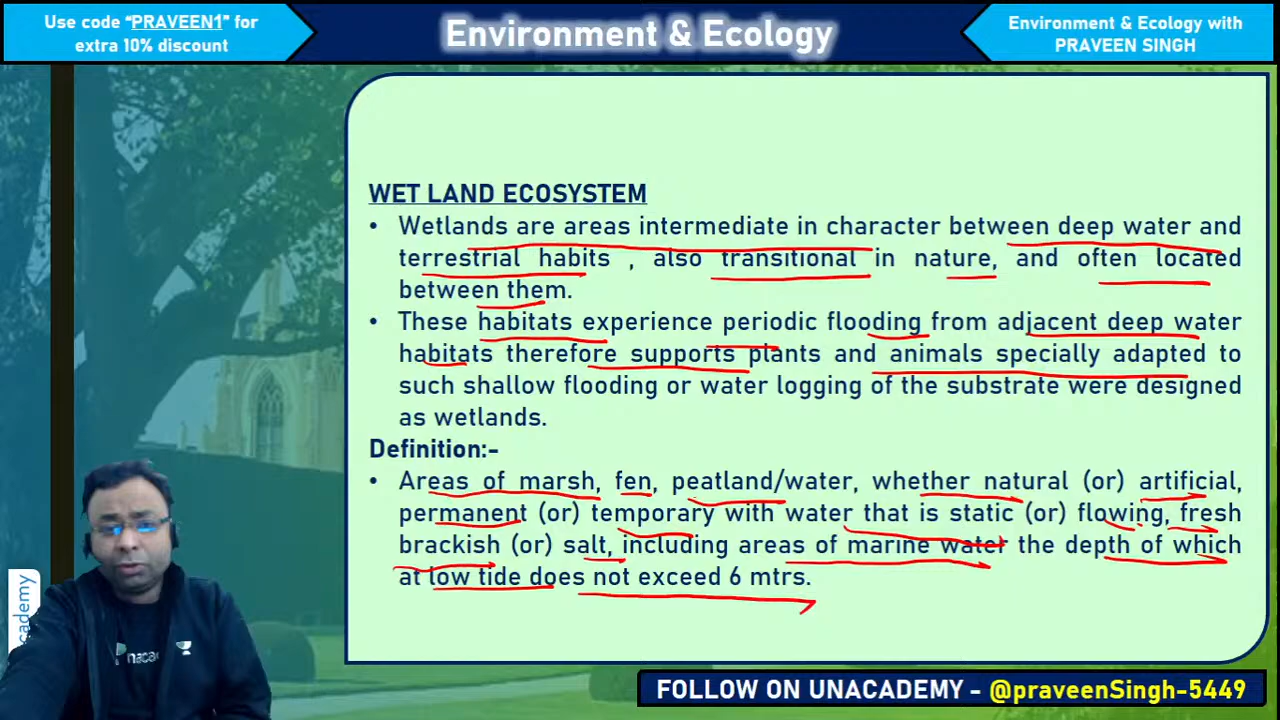 Use code “PRAVEEN1” for
extra 10% discount
Environment & Ecology
Environment & Ecology with
PRAVEEN SINGH
WET LAND ECOSYSTEM
• Wetlands are areas intermediate in character between deep water and
terrestrial habits , also transitional in nature, and often located
between them.
• These habitats experience periodic flooding from adjacent deep water
habitats therefore supports plants and animals specially adapted to
such shallow flooding or water logging of the substrate were designed
as wetlands.
Definition:-
• Areas of marsh, fen, peatland/water, whether natural (or) artificial,
permanent (or) temporary with water that is static (or) flowing, fresh
brackish (or) salt, including areas of marine water the depth of which
at low tide does not exceed 6 mtrs.
cademy
nacad
FOLLOW ON UNACADEMY - @praveenSingh-5449